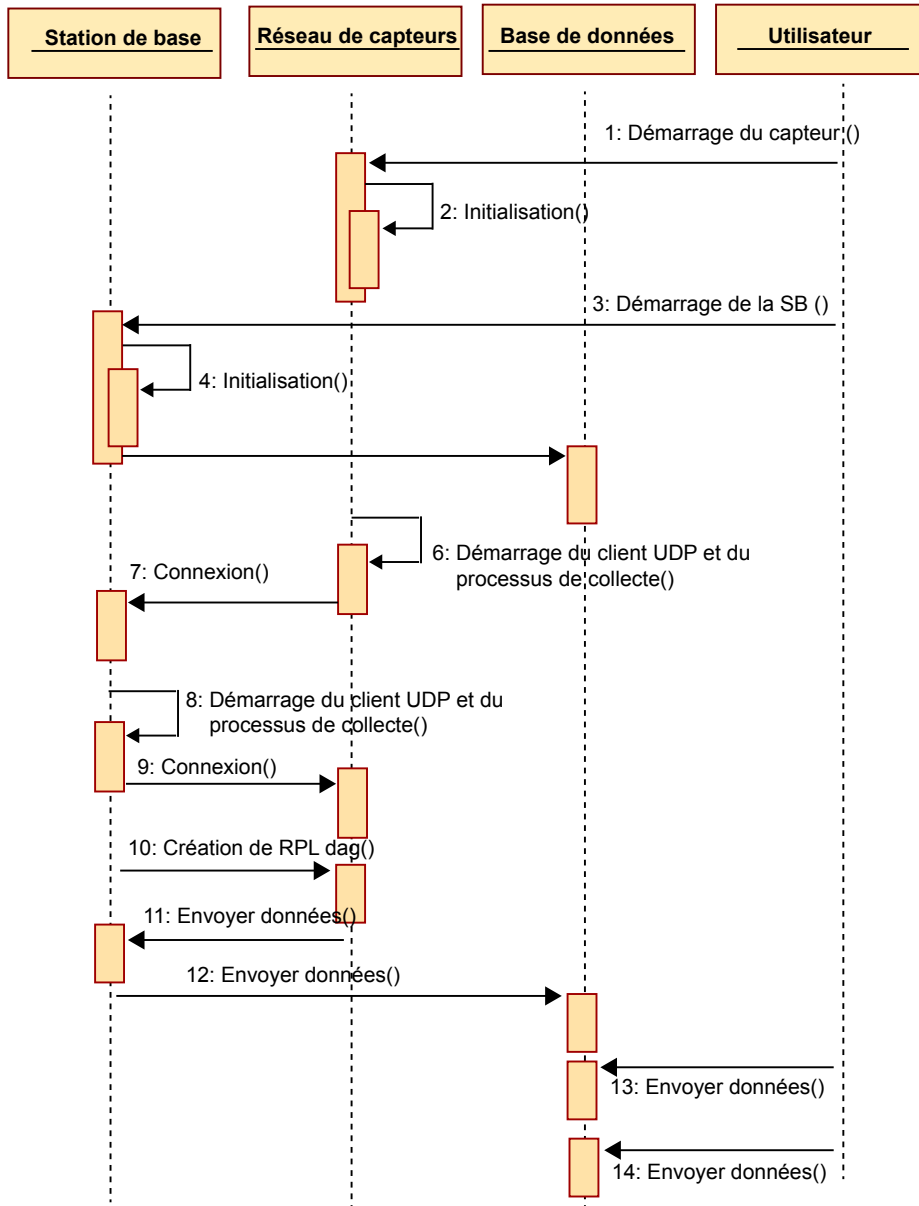 Station de base
Réseau de capteurs
Base de données
Utilisateur
1: Démarrage du capteur ()
2: Initialisation()
3: Démarrage de la SB ()
4: Initialisation()
6: Démarrage du client UDP et du
processus de collecte()
7: Connexion()
8: Démarrage du client UDP et du
processus de collecte()
9: Connexion()
10: Création de RPL dag()
11: Envoyer données()
12: Envoyer données()
13: Envoyer données()
14: Envoyer données()